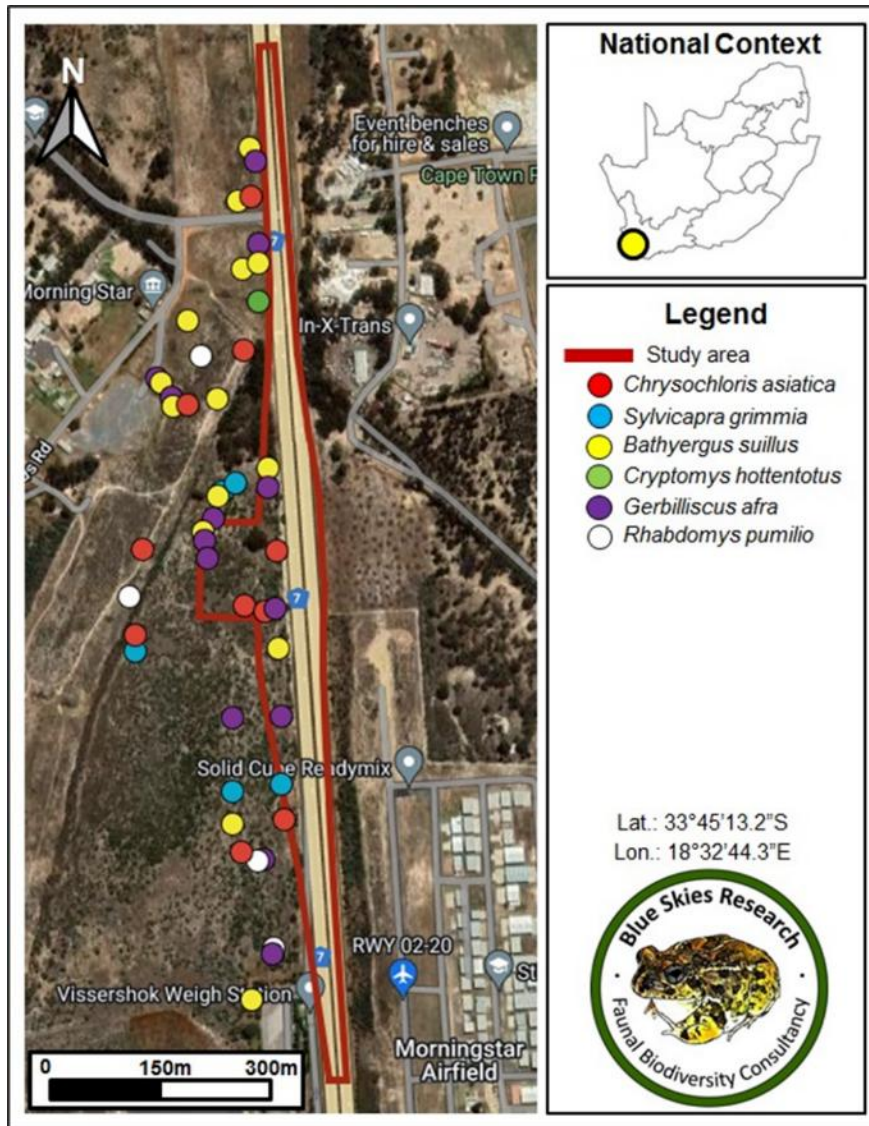 N
Event benches
for hire & sales
Cape Town
7
Morning Star
In-X-Trans
Rd
7
Solid Cube Readymix
7
RWY 02-20
Vissershok Weigh Station
St
Morningstar
Airfield
0 150m 300m
National Context
Legend
Study area
Chrysochloris asiatica
Sylvicapra grimmia
Bathyergus suillus
Cryptomys hottentotus
Gerbilliscus afra
Rhabdomys pumilio
Lat.: 33°45'13.2"S
Lon.: 18°32'44.3"E
Blue Skies Research
Faunal Biodiversity Consultancy